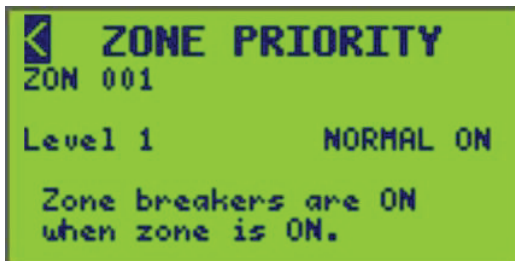 < ZONE PRIORITY
ZON 001
Level 1 NORMAL ON
Zone breakers are ON
when zone is ON.